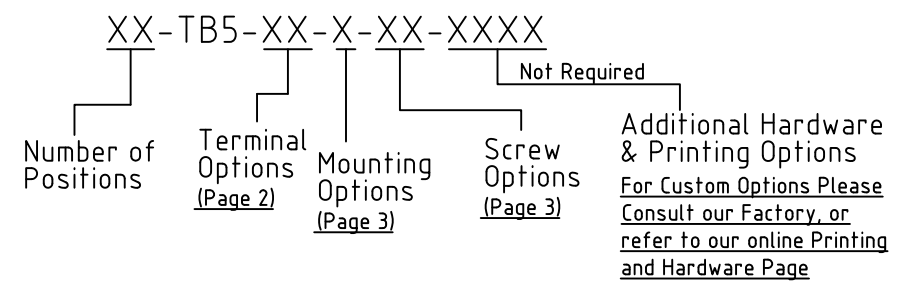 XX-TB5-XX-X-XX-XXXX
Not Required
Number of
Positions
Terminal
Options
(Page 2)
Mounting
Options
(Page 3)
Screw
Options
(Page 3)
Additional Hardware
& Printing Options
For Custom Options Please
Consult our Factory, or
refer to our online Printing
and Hardware Page